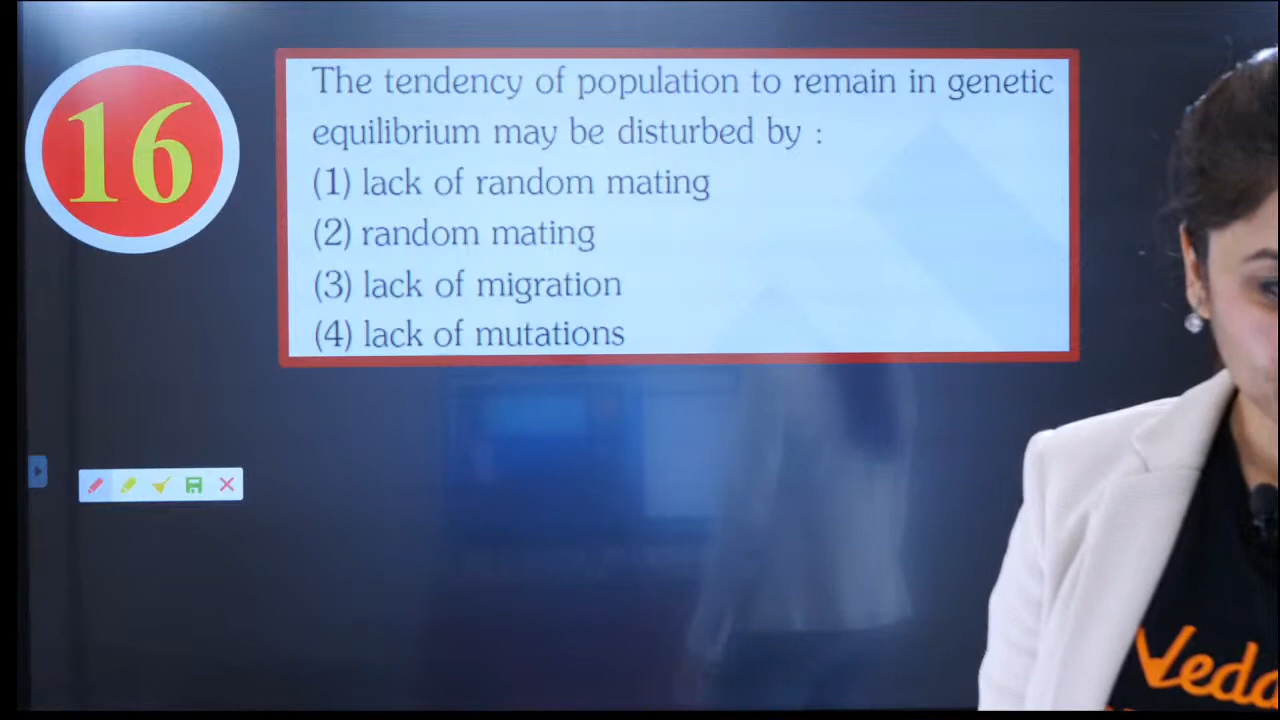 16
The tendency of population to remain in genetic
equilibrium may be disturbed by :
(1) lack of random mating
(2) random mating
(3) lack of migration
(4) lack of mutations